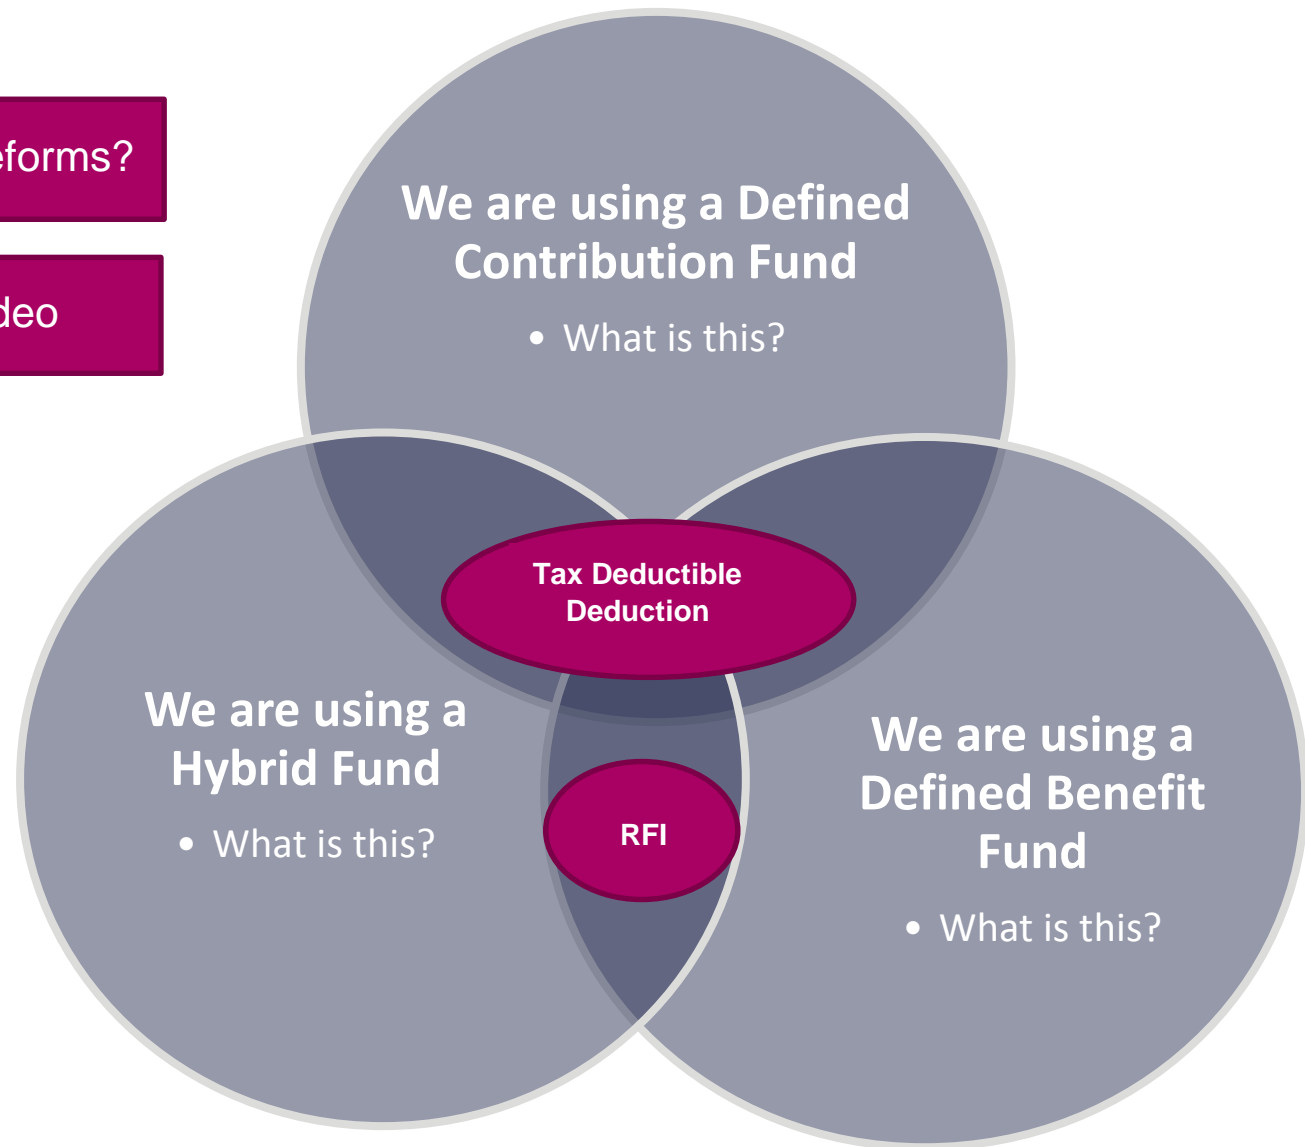 eforms?
deo
We are using a Defined
Contribution Fund
• What is this?
Tax Deductible
Deduction
We are using a
Hybrid Fund
• What is this?
RFI
We are using a
Defined Benefit
Fund
• What is this?